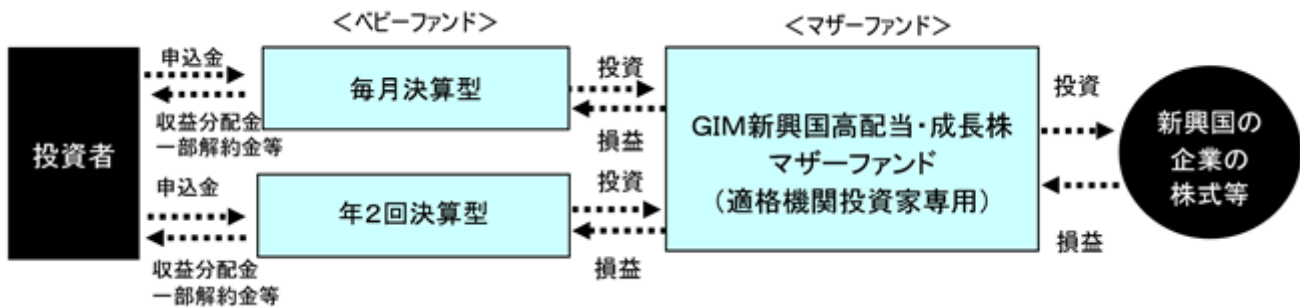 ＜ベビーファンド＞
＜マザーファンド＞
投資者
申込金
収益分配金
一部解約金等
毎月決算型
投資
損益
申込金
収益分配金
一部解約金等
年2回決算型
投資
損益
GIM新興国高配当・成長株
マザーファンド
（適格機関投資家専用）
投資
損益
新興国の
企業の
株式等